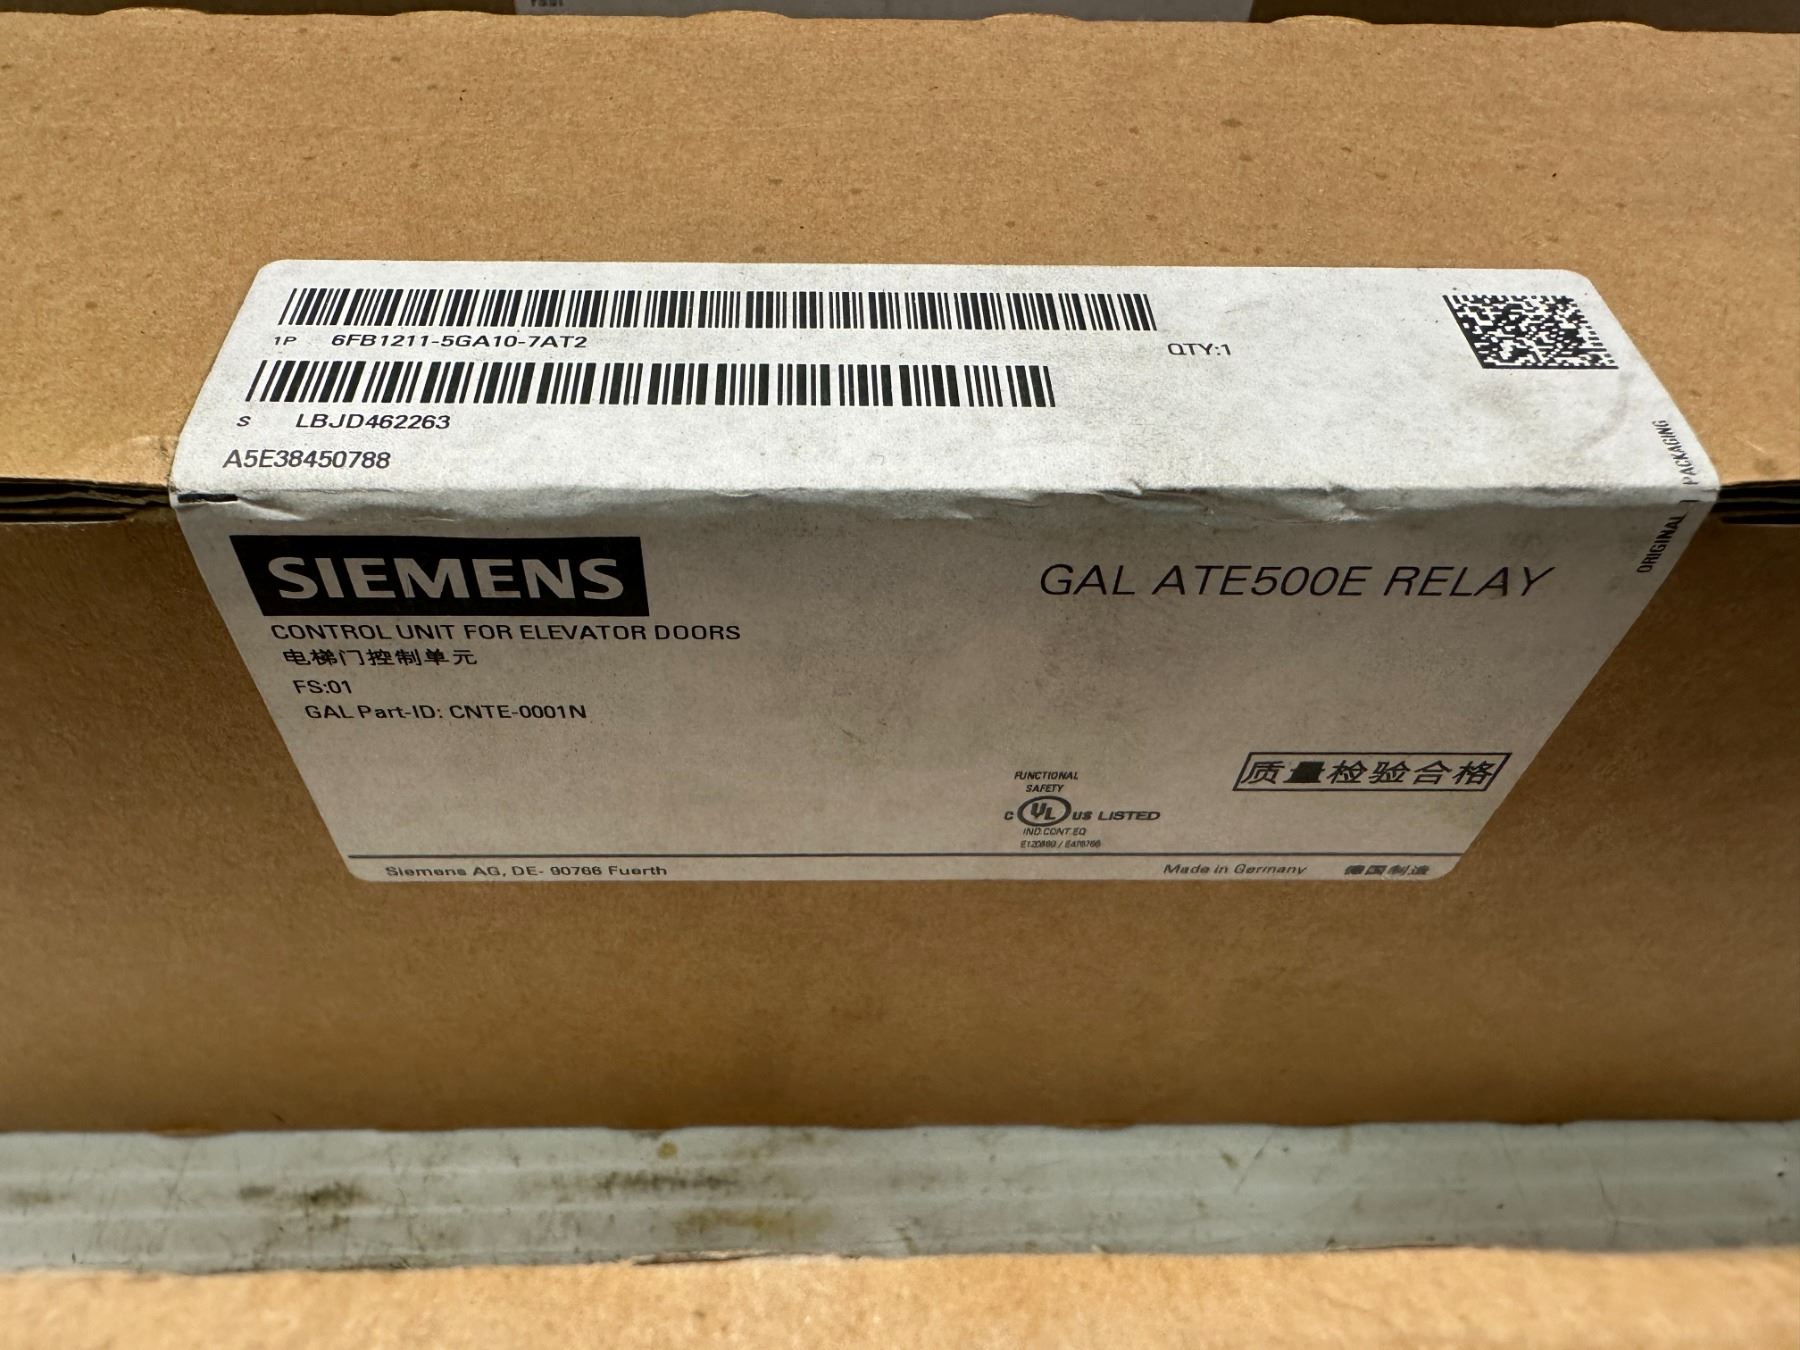 1P 6FB1211-5GA10-7AT2
QTY:1
S LBJD462263
A5E38450788
ORIGINAL PACKAGING
SIEMENS
GAL ATE500E RELAY
CONTROL UNIT FOR ELEVATOR DOORS
电梯门控制单元
FS:01
GAL Part-ID: CNTE-0001N
FUNCTIONAL
SAFETY
C UL US LISTED
IND.CONT.EQ
质量检验合格
Siemens AG, DE- 90766 Fuerth
Made in Germany 德国制造